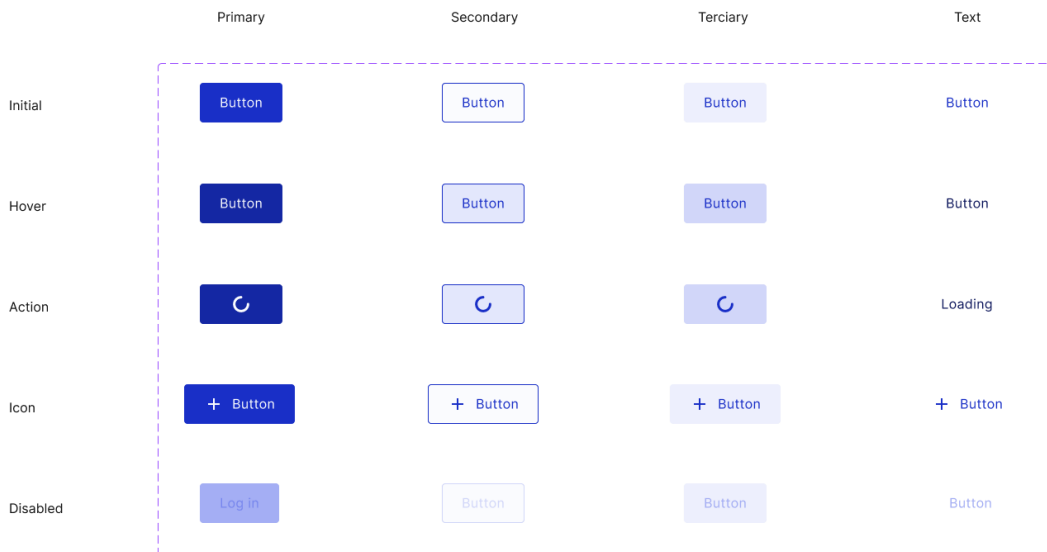 Primary Secondary Terciary Text
Initial Button Button Button Button
Hover Button Button Button Button
Action Loading
Icon + Button + Button + Button + Button
Disabled Log in Button Button Button